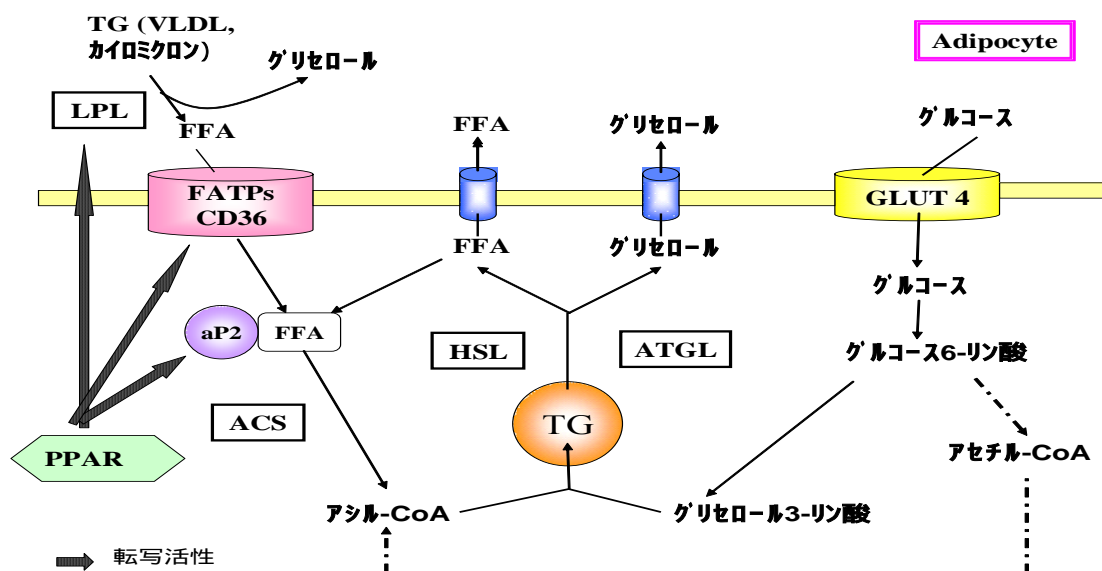 TG (VLDL,
カイロミクロン)
グリセロール
Adipocyte
LPL
FFA
FFA
グリセロール
グルコース
FATPs
CD36
GLUT 4
FFA
グリセロール
グルコース
aP2
FFA
HSL
ATGL
グルコース6-リン酸
ACS
TG
PPAR
アセチル-CoA
アシル-CoA
グリセロール3-リン酸
転写活性